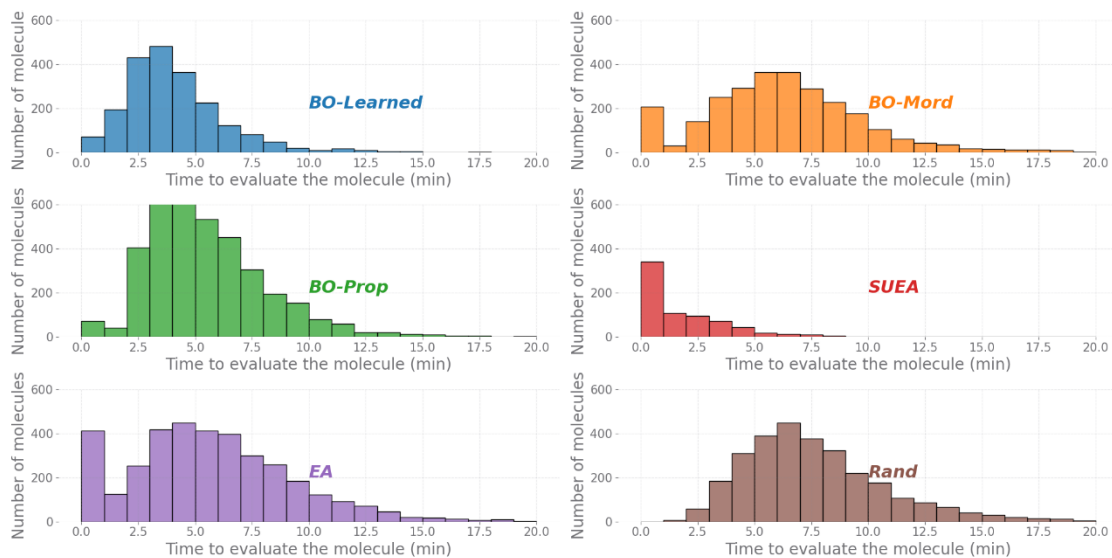 600
400
200
0
Number of molecule
BO-Learned
0.0 2.5 5.0 7.5 10.0 12.5 15.0 17.5 20.0
Time to evaluate the molecule (min)
600
400
200
0
Number of molecules
BO-Mord
0.0 2.5 5.0 7.5 10.0 12.5 15.0 17.5 20.0
Time to evaluate the molecule (min)
600
400
200
0
Number of molecules
BO-Prop
0.0 2.5 5.0 7.5 10.0 12.5 15.0 17.5 20.0
Time to evaluate the molecule (min)
600
400
200
0
Number of molecules
SUEA
0.0 2.5 5.0 7.5 10.0 12.5 15.0 17.5 20.0
Time to evaluate the molecule (min)
600
400
200
0
Number of molecules
EA
0.0 2.5 5.0 7.5 10.0 12.5 15.0 17.5 20.0
Time to evaluate the molecule (min)
600
400
200
0
Number of molecules
Rand
0.0 2.5 5.0 7.5 10.0 12.5 15.0 17.5 20.0
Time to evaluate the molecule (min)